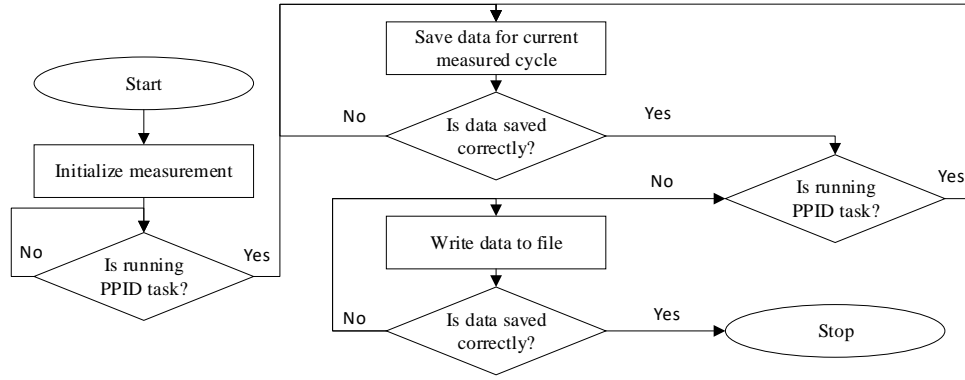 Start
Initialize measurement
No
Is running
PPID task?
Yes
Save data for current
measured cycle
No
Is data saved
correctly?
Yes
Is running
PPID task?
Yes
No
Write data to file
No
Is data saved
correctly?
Yes
Stop